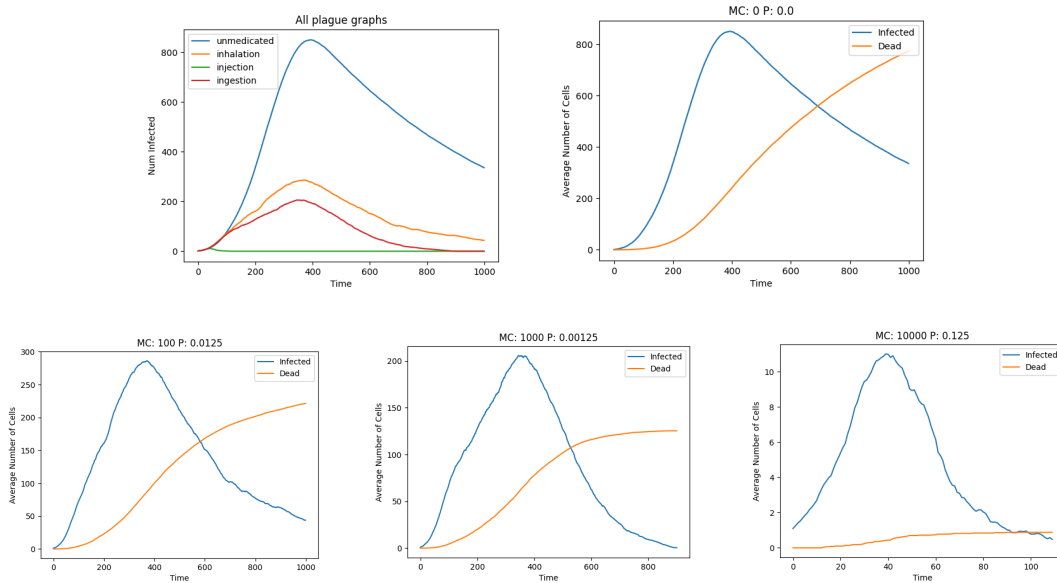 All plague graphs
unmedicated
inhalation
injection
ingestion
Num Infected
800
600
400
200
0
0 200 400 600 800 1000
Time
MC: 0 P: 0.0
Infected
Dead
Average Number of Cells
800
600
400
200
0
0 200 400 600 800 1000
Time
MC: 100 P: 0.0125
Infected
Dead
Average Number of Cells
300
250
200
150
100
50
0
0 200 400 600 800 1000
Time
MC: 1000 P: 0.00125
Infected
Dead
Average Number of Cells
200
150
100
50
0
0 200 400 600 800
Time
MC: 10000 P: 0.125
Infected
Dead
Average Number of Cells
10
8
6
4
2
0
0 20 40 60 80 100
Time